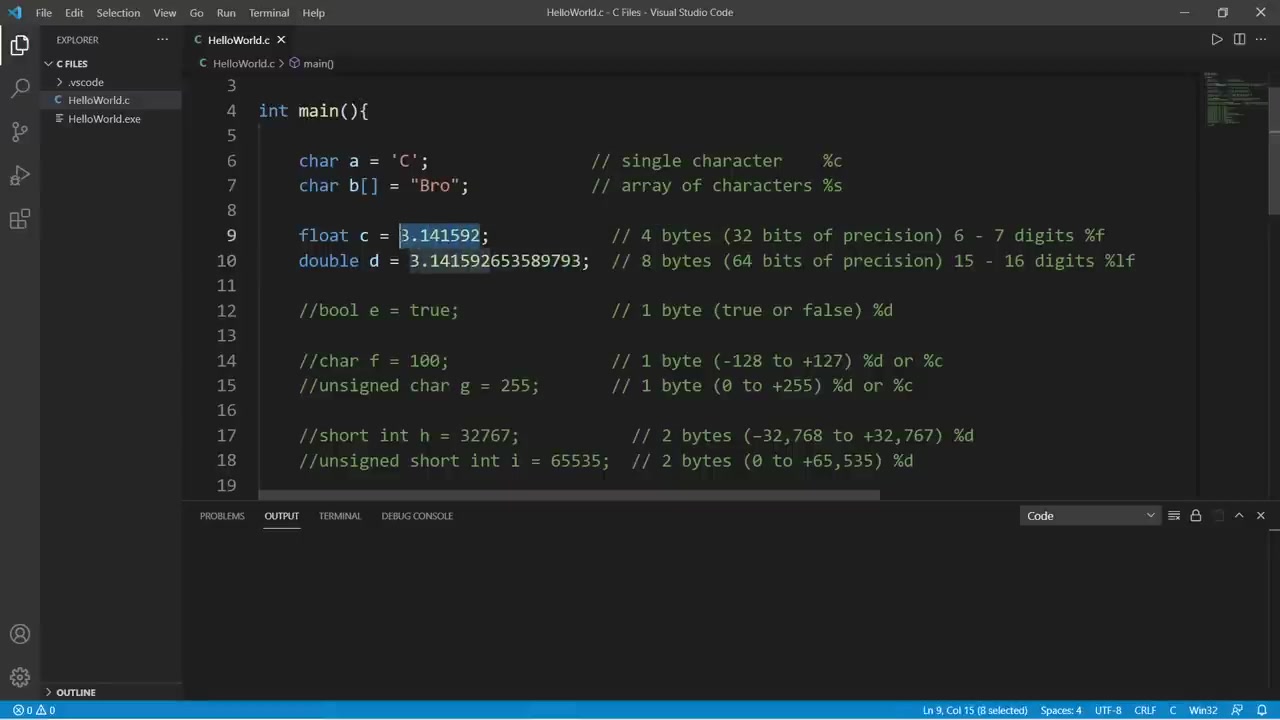 File Edit Selection View Go Run Terminal Help HelloWorld.c - C Files - Visual Studio Code
EXPLORER ··· C HelloWorld.c
C FILES C HelloWorld.c > main()
> .vscode
C HelloWorld.c
HelloWorld.exe
3
4 int main(){
5
6 char a = 'C'; // single character %c
7 char b[] = "Bro"; // array of characters %s
8
9 float c = 3.141592; // 4 bytes (32 bits of precision) 6 - 7 digits %f
10 double d = 3.141592653589793; // 8 bytes (64 bits of precision) 15 - 16 digits %lf
11
12 //bool e = true; // 1 byte (true or false) %d
13
14 //char f = 100; // 1 byte (-128 to +127) %d or %c
15 //unsigned char g = 255; // 1 byte (0 to +255) %d or %c
16
17 //short int h = 32767; // 2 bytes (−32,768 to +32,767) %d
18 //unsigned short int i = 65535; // 2 bytes (0 to +65,535) %d
19
PROBLEMS OUTPUT TERMINAL DEBUG CONSOLE Code
OUTLINE
0 0 Ln 9, Col 15 (8 selected) Spaces: 4 UTF-8 CRLF C Win32